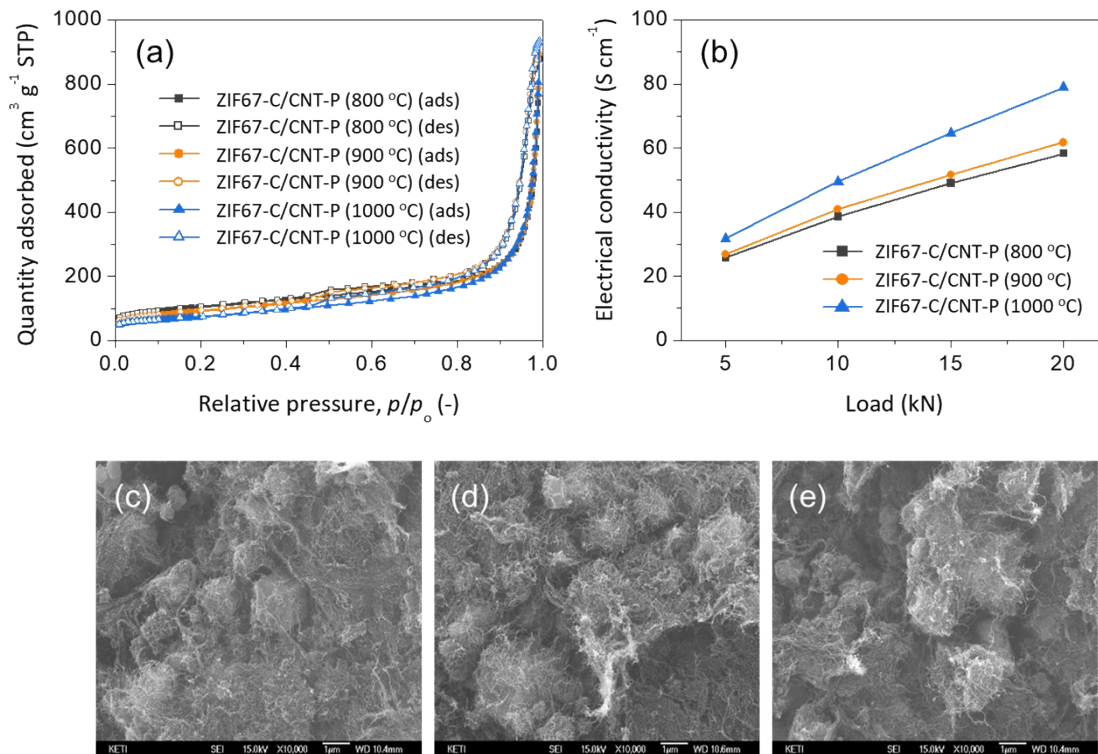 (a)
Quantity adsorbed (cm³ g⁻¹ STP)
1000
800
600
400
200
0
ZIF67-C/CNT-P (800 °C) (ads)
ZIF67-C/CNT-P (800 °C) (des)
ZIF67-C/CNT-P (900 °C) (ads)
ZIF67-C/CNT-P (900 °C) (des)
ZIF67-C/CNT-P (1000 °C) (ads)
ZIF67-C/CNT-P (1000 °C) (des)
0.0 0.2 0.4 0.6 0.8 1.0
Relative pressure, p/pₒ (-)
(b)
Electrical conductivity (S cm⁻¹)
100
80
60
40
20
0
ZIF67-C/CNT-P (800 °C)
ZIF67-C/CNT-P (900 °C)
ZIF67-C/CNT-P (1000 °C)
5 10 15 20
Load (kN)
(c)
KETI SEI 15.0kV X10,000 1μm WD 10.4mm
(d)
KETI SEI 15.0kV X10,000 1μm WD 10.6mm
(e)
KETI SEI 15.0kV X10,000 1μm WD 10.4mm